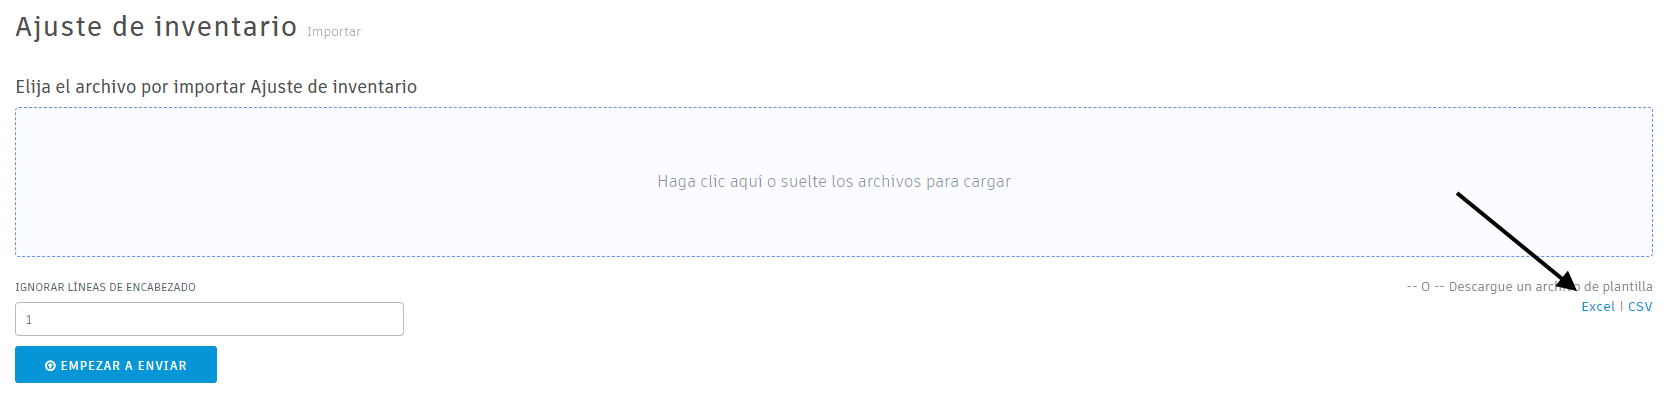 Ajuste de inventario Importar
Elija el archivo por importar Ajuste de inventario
Haga clic aquí o suelte los archivos para cargar
IGNORAR LÍNEAS DE ENCABEZADO
-- O -- Descargue un archivo de plantilla
Excel | CSV
1
EMPEZAR A ENVIAR